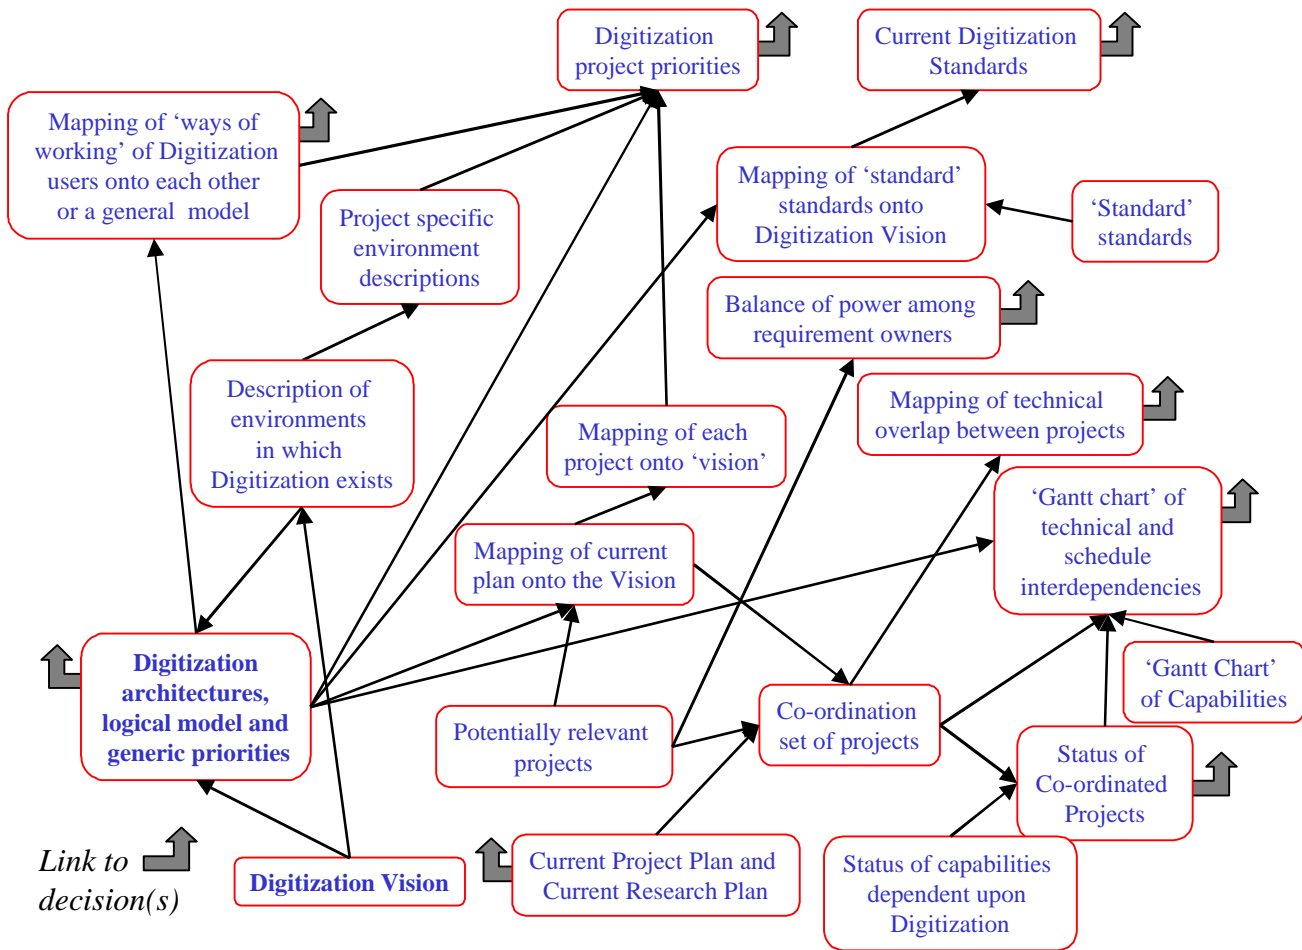 Digitization
project priorities
Current Digitization
Standards
Mapping of ‘ways of
working’ of Digitization
users onto each other
or a general  model
Project specific
environment
descriptions
Mapping of ‘standard’
standards onto
Digitization Vision
‘Standard’
standards
Balance of power among
requirement owners
Description of
environments
in which
Digitization exists
Mapping of each
project onto ‘vision’
Mapping of technical
overlap between projects
‘Gantt chart’ of
technical and
schedule
interdependencies
Mapping of current
plan onto the Vision
Digitization
architectures,
logical model and
generic priorities
Potentially relevant
projects
Co-ordination
set of projects
‘Gantt Chart’
of Capabilities
Status of
Co-ordinated
Projects
Link to
decision(s)
Digitization Vision
Current Project Plan and
Current Research Plan
Status of capabilities
dependent upon
Digitization